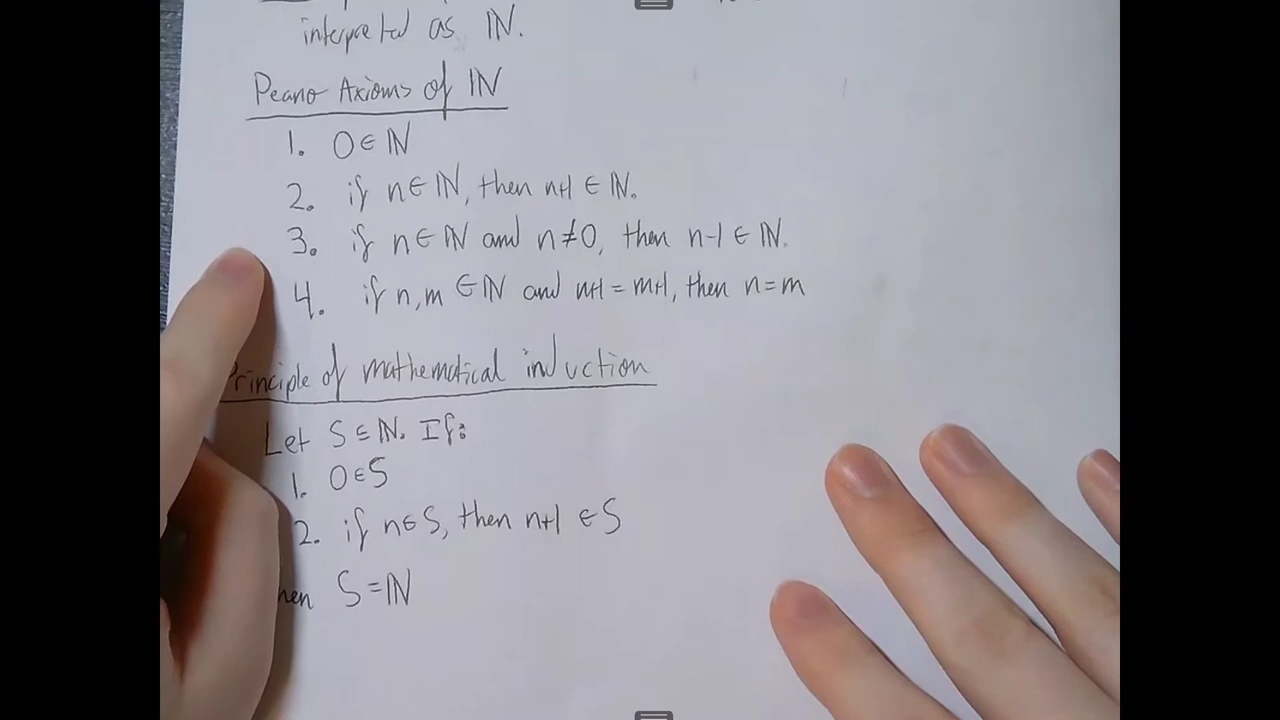 interpreted as ℕ.
Peano Axioms of ℕ
1. 0 ∈ ℕ
2. if n ∈ ℕ, then n+1 ∈ ℕ.
3. if n ∈ ℕ and n ≠ 0, then n-1 ∈ ℕ.
4. if n, m ∈ ℕ and n+1 = m+1, then n = m
Principle of mathematical induction
Let S ⊆ ℕ. If:
1. 0 ∈ S
2. if n ∈ S, then n+1 ∈ S
hen S = ℕ